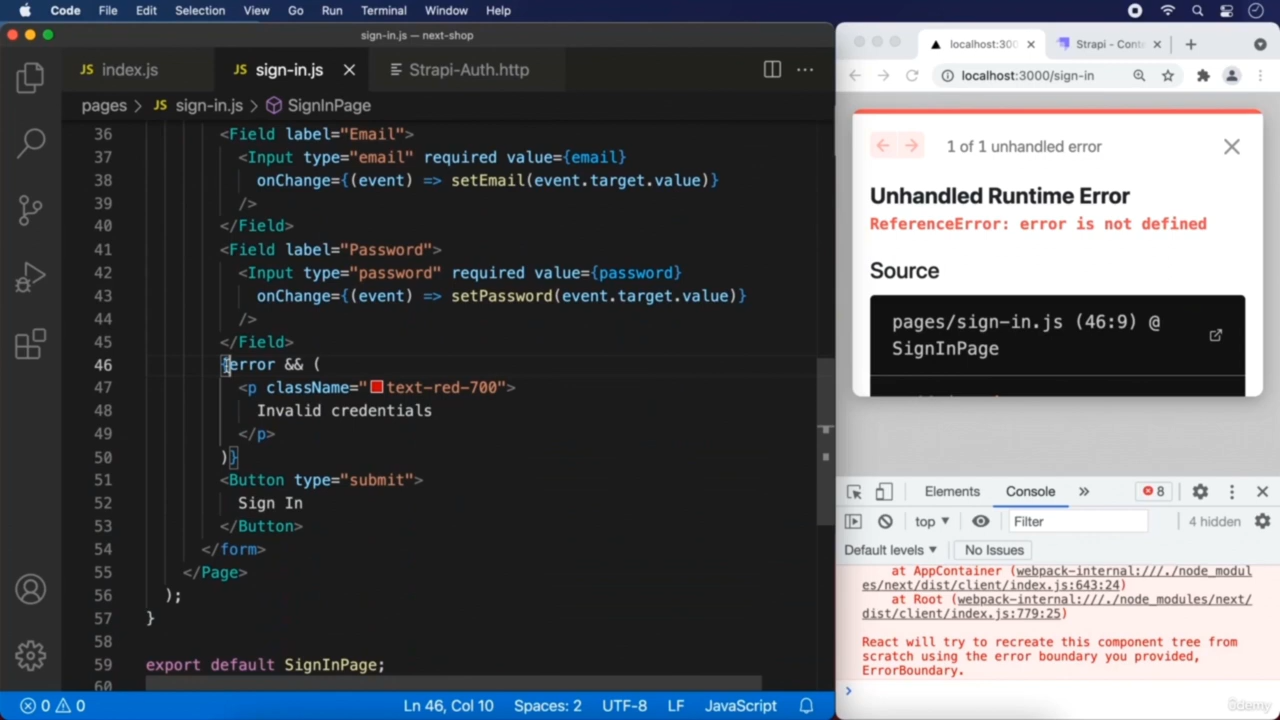 Code File Edit Selection View Go Run Terminal Window Help
sign-in.js — next-shop
JS index.js
JS sign-in.js
Strapi-Auth.http
pages > JS sign-in.js > SignInPage
36 <Field label="Email">
37 <Input type="email" required value={email}
38 onChange={(event) => setEmail(event.target.value)}
39 />
40 </Field>
41 <Field label="Password">
42 <Input type="password" required value={password}
43 onChange={(event) => setPassword(event.target.value)}
44 />
45 </Field>
46 {error && (
47 <p className="text-red-700">
48 Invalid credentials
49 </p>
50 )}
51 <Button type="submit">
52 Sign In
53 </Button>
54 </form>
55 </Page>
56 );
57 }
58
59 export default SignInPage;
60
0 0 Ln 46, Col 10 Spaces: 2 UTF-8 LF JavaScript
localhost:300
Strapi - Conte
localhost:3000/sign-in
1 of 1 unhandled error
Unhandled Runtime Error
ReferenceError: error is not defined
Source
pages/sign-in.js (46:9) @
SignInPage
Elements Console » 8
top Filter 4 hidden
Default levels No Issues
at AppContainer (webpack-internal:///./node_modul
es/next/dist/client/index.js:643:24)
at Root (webpack-internal:///./node_modules/next/
dist/client/index.js:779:25)
React will try to recreate this component tree from
scratch using the error boundary you provided,
ErrorBoundary.
>
ûdemy